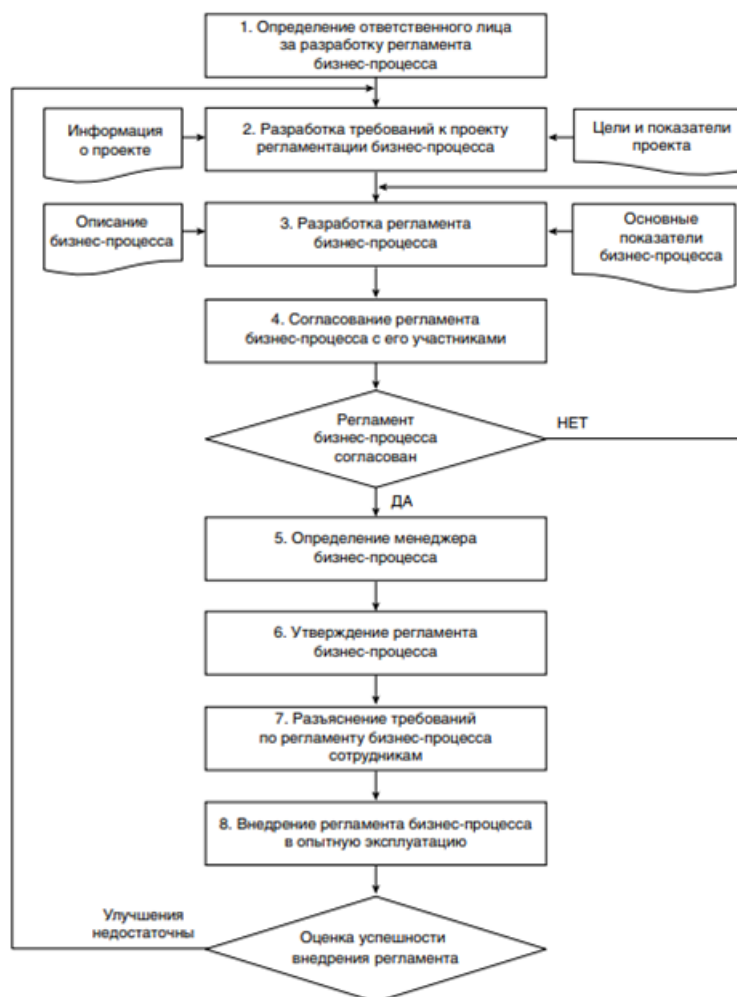 1. Определение ответственного лица
за разработку регламента
бизнес-процесса
Информация
о проекте
2. Разработка требований к проекту
регламентации бизнес-процесса
Цели и показатели
проекта
Описание
бизнес-процесса
3. Разработка регламента
бизнес-процесса
Основные
показатели
бизнес-процесса
4. Согласование регламента
бизнес-процесса с его участниками
Регламент
бизнес-процесса
согласован
НЕТ
ДА
5. Определение менеджера
бизнес-процесса
6. Утверждение регламента
бизнес-процесса
7. Разъяснение требований
по регламенту бизнес-процесса
сотрудникам
8. Внедрение регламента бизнес-процесса
в опытную эксплуатацию
Улучшения
недостаточны
Оценка успешности
внедрения регламента